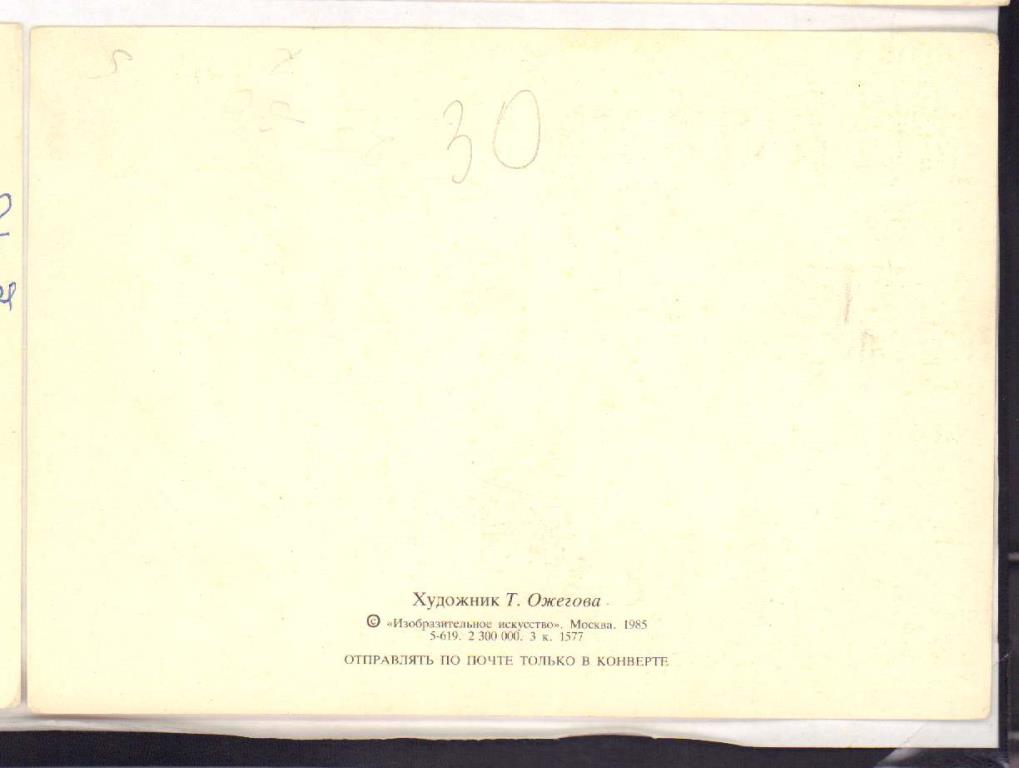 30
Художник Т. Ожегова
© «Изобразительное искусство». Москва. 1985
5-619. 2 300 000. 3 к. 1577
ОТПРАВЛЯТЬ ПО ПОЧТЕ ТОЛЬКО В КОНВЕРТЕ